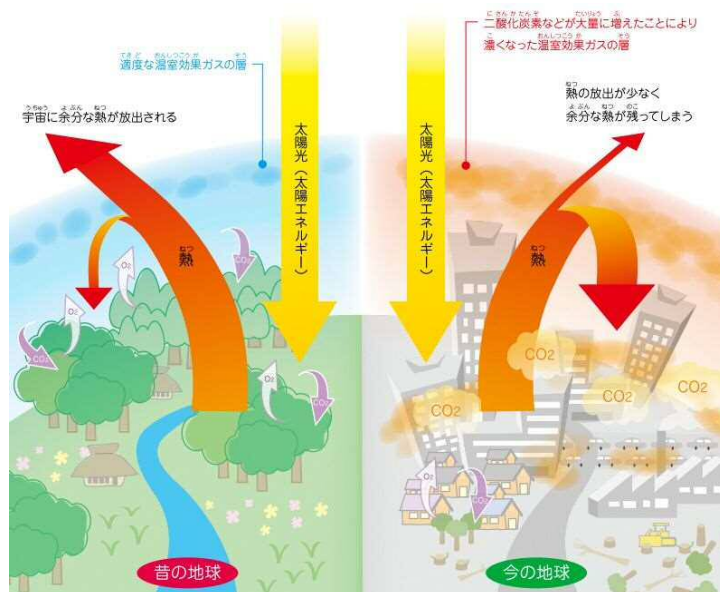 二酸化炭素などが大量に増えたことにより
濃くなった温室効果ガスの層
適度な温室効果ガスの層
宇宙に余分な熱が放出される
熱の放出が少なく
余分な熱が残ってしまう
太陽光（太陽エネルギー）
太陽光（太陽エネルギー）
熱
熱
O2
CO2
O2
O2
CO2
CO2
O2
CO2
CO2
CO2
CO2
CO2
O2
CO2
昔の地球
今の地球